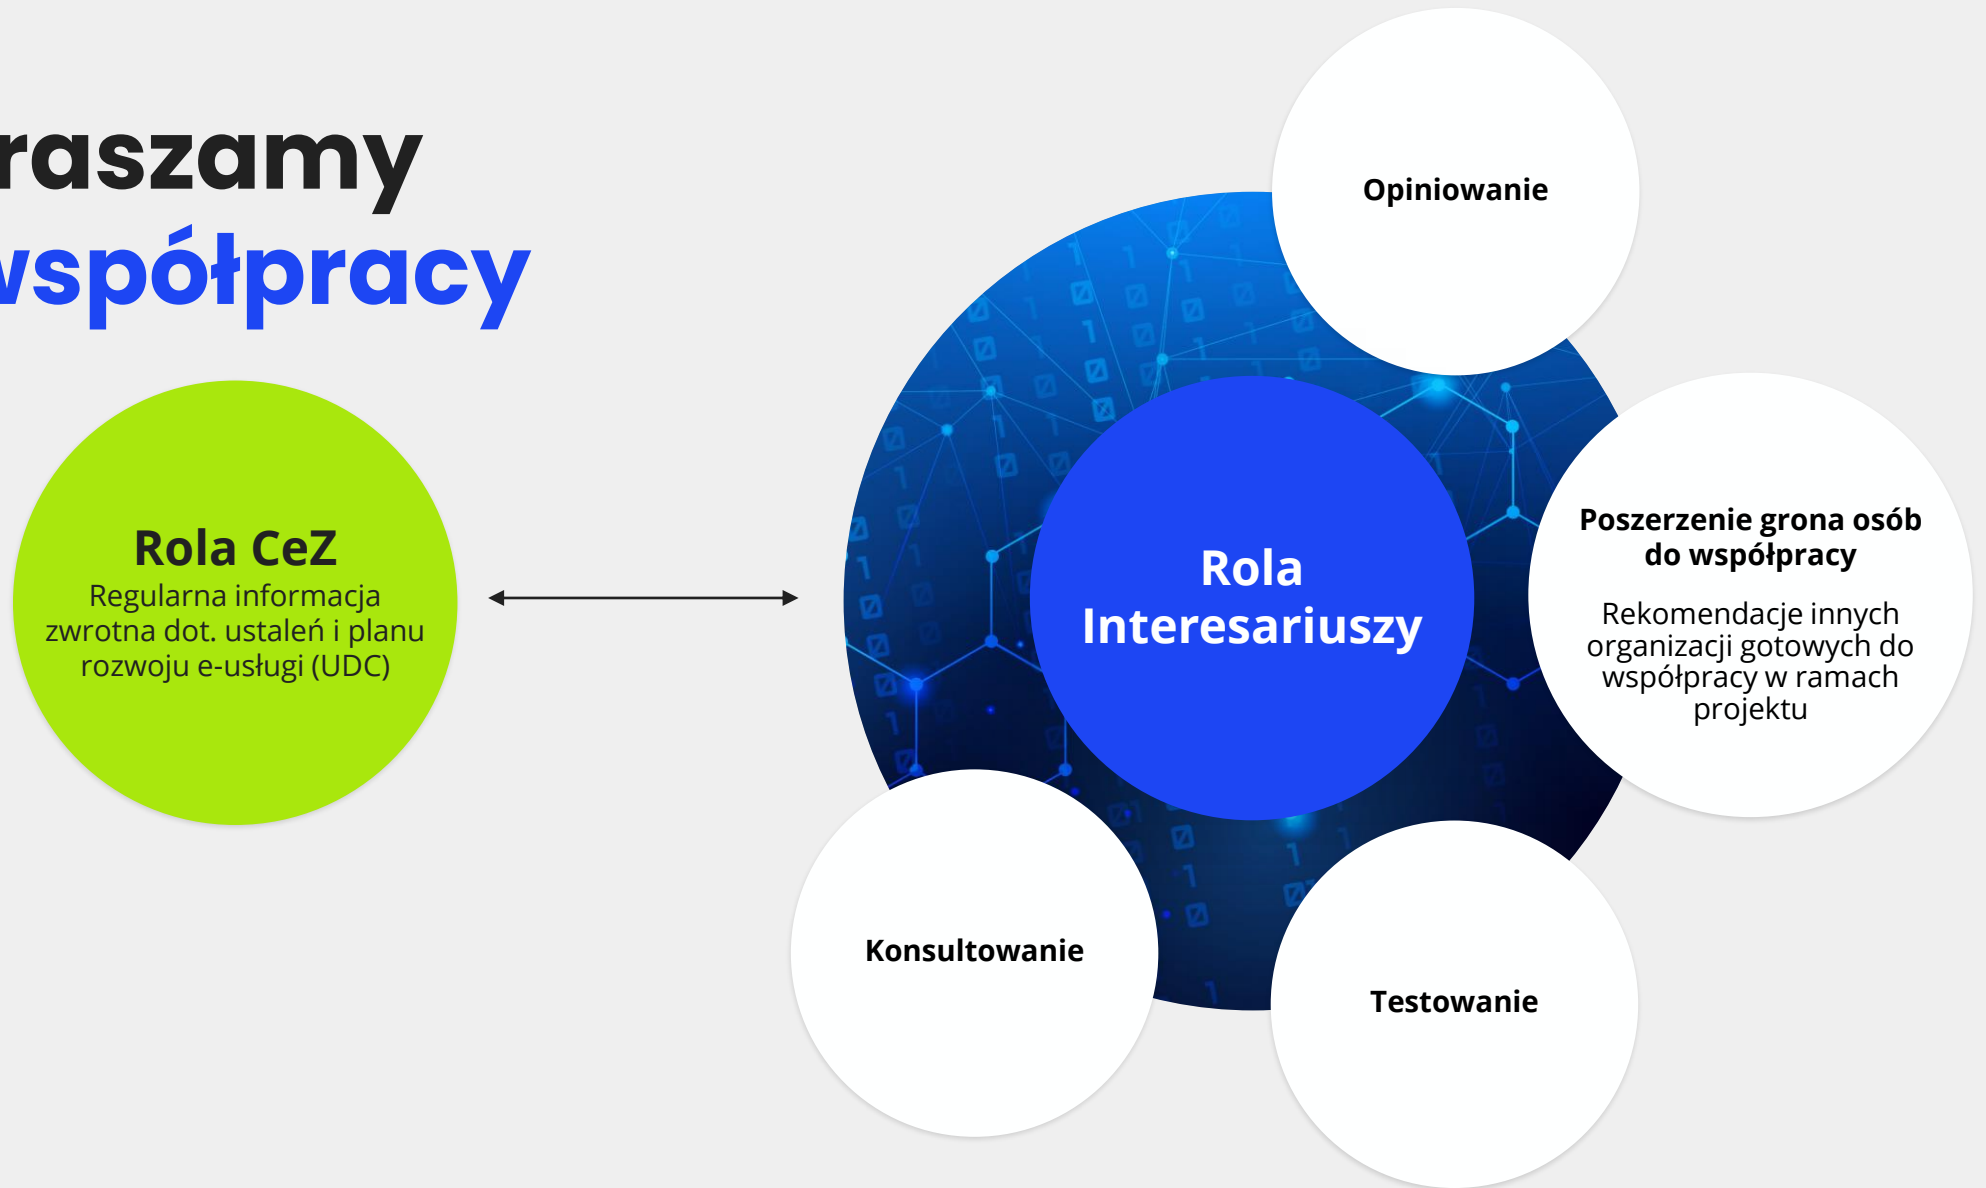 raszamy
współpracy
Rola CeZ
Regularna informacja
zwrotna dot. ustaleń i planu
rozwoju e-usługi (UDC)
Rola
Interesariuszy
Opiniowanie
Poszerzenie grona osób
do współpracy
Rekomendacje innych
organizacji gotowych do
współpracy w ramach
projektu
Konsultowanie
Testowanie